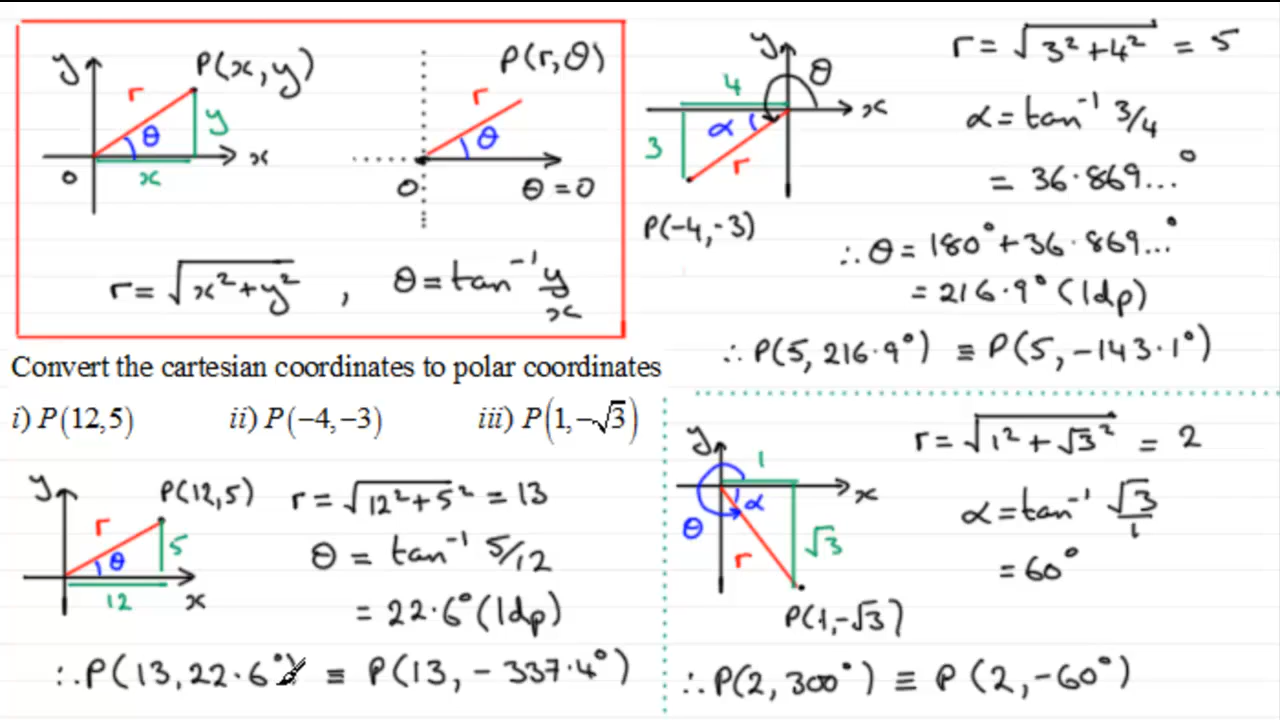 y
P(x, y)
r
θ
y
O
x
x
P(r, θ)
r
θ
O
θ = 0
r = √x² + y² , θ = tan⁻¹ y/x
Convert the cartesian coordinates to polar coordinates
i) P(12,5) ii) P(−4,−3) iii) P(1,−√3)
y
P(12,5)
r
θ
5
12
x
r = √12² + 5² = 13
θ = tan⁻¹ 5/12
= 22·6° (1dp)
∴ P(13, 22·6°) ≡ P(13, −337·4°)
y
θ
4
x
α
3
r
P(−4,−3)
r = √3² + 4² = 5
α = tan⁻¹ 3/4
= 36·869...°
∴ θ = 180° + 36·869...°
= 216·9° (1dp)
∴ P(5, 216·9°) ≡ P(5, −143·1°)
y
1
x
α
θ
√3
r
P(1,−√3)
r = √1² + √3² = 2
α = tan⁻¹ √3/1
= 60°
∴ P(2, 300°) ≡ P(2, −60°)